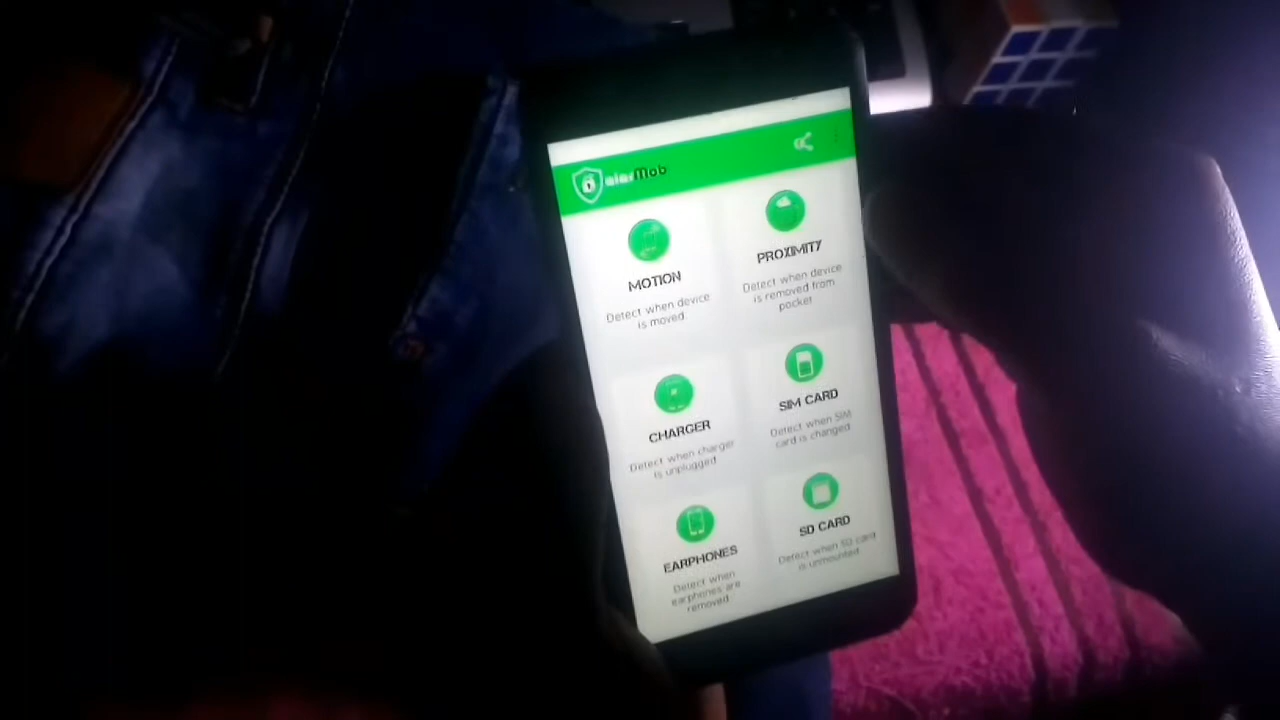 alarMob
MOTION
Detect when device
is moved.
PROXIMITY
Detect when device
is removed from
pocket
CHARGER
Detect when charger
is unplugged
SIM CARD
Detect when SIM
card is changed
EARPHONES
Detect when
earphones are
removed
SD CARD
Detect when SD card
is unmounted